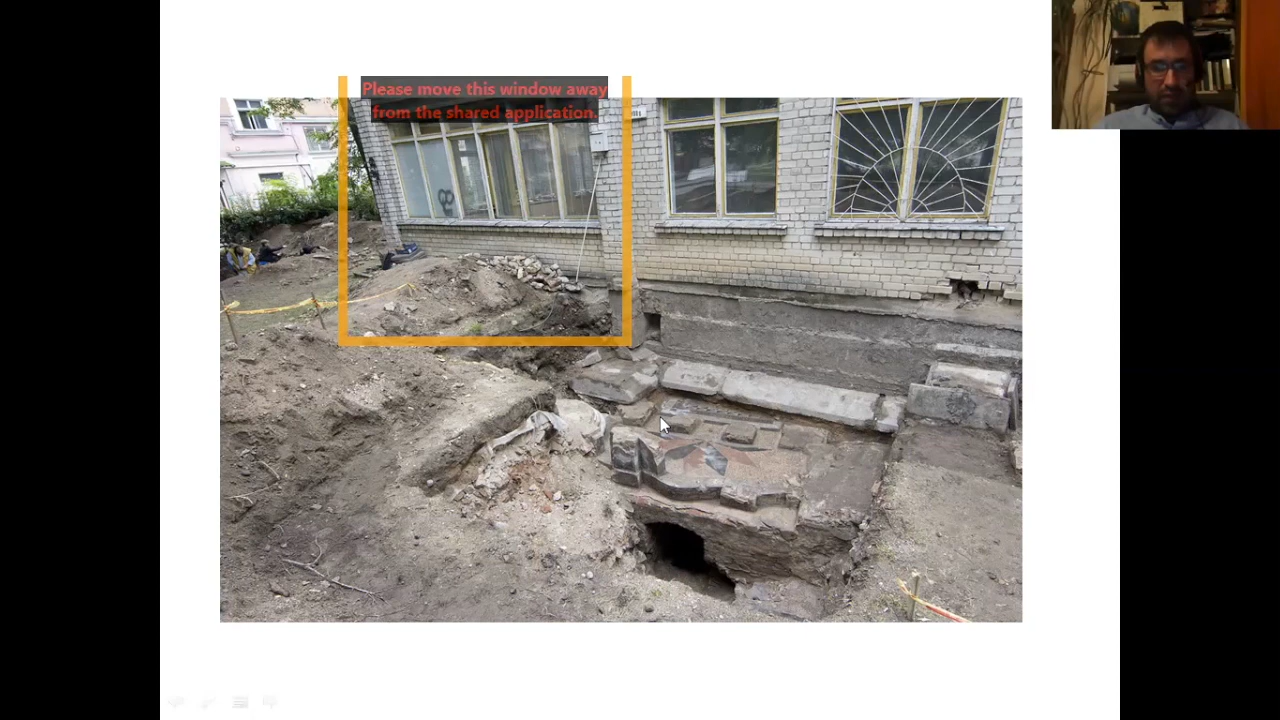 Please move this window away
from the shared application.